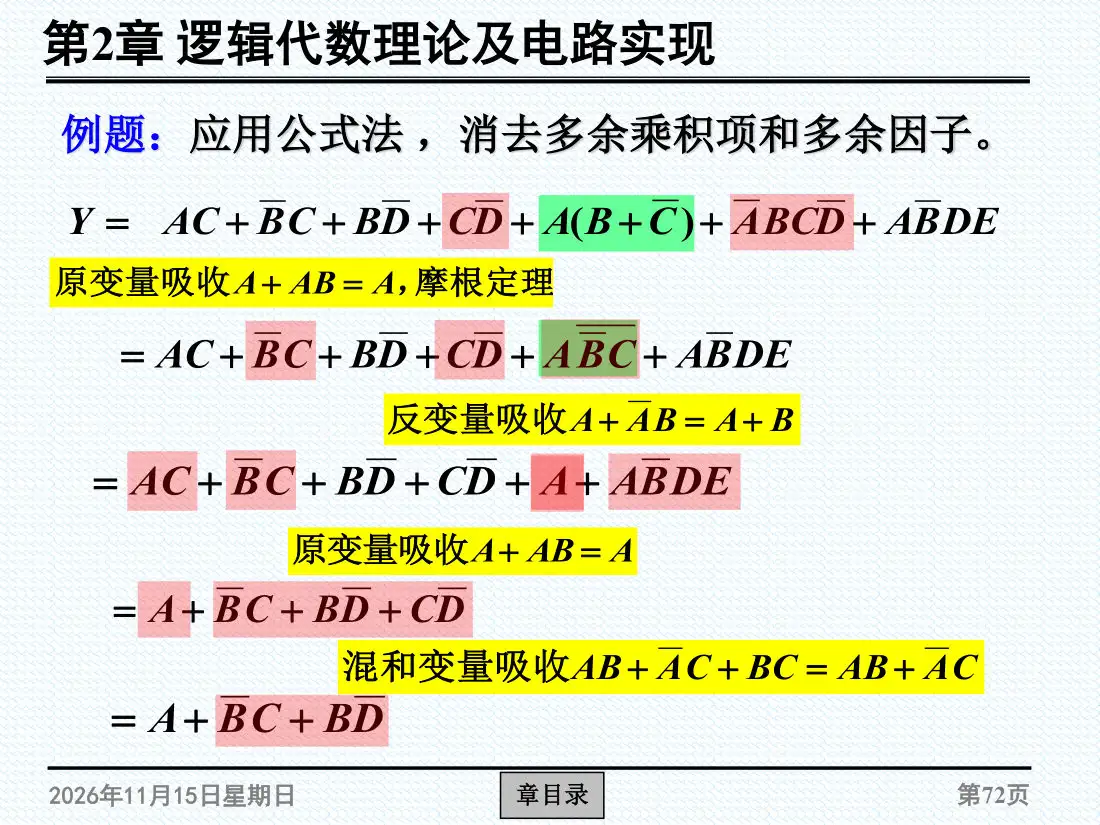 第2章 逻辑代数理论及电路实现
例题：应用公式法 ，消去多余乘积项和多余因子。
Y = AC + B̅C + BD̅ + CD̅ + A(B + C̅) + A̅BCD̅ + AB̅DE
原变量吸收A + AB = A，摩根定理
= AC + B̅C + BD̅ + CD̅ + A\overline{B̅C} + AB̅DE
反变量吸收A + A̅B = A + B
= AC + B̅C + BD̅ + CD̅ + A + AB̅DE
原变量吸收A + AB = A
= A + B̅C + BD̅ + CD̅
混和变量吸收AB + A̅C + BC = AB + A̅C
= A + B̅C + BD̅
2026年11月15日星期日
章目录
第72页